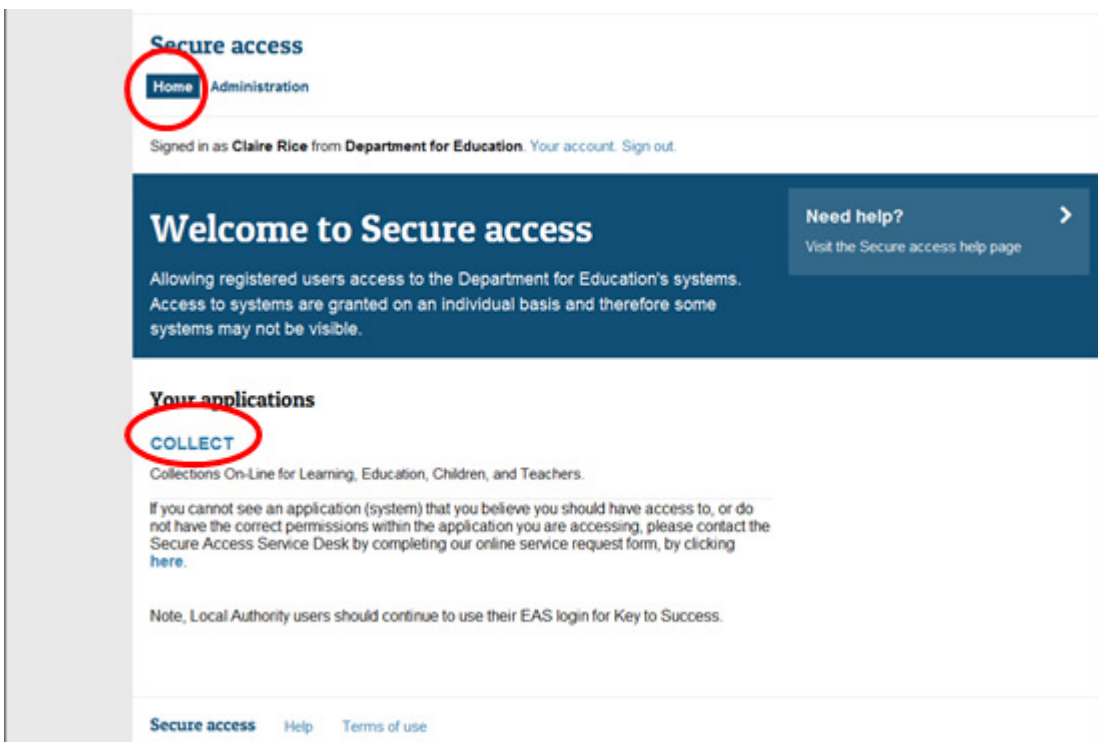 Secure access
Home Administration
Signed in as Claire Rice from Department for Education. Your account. Sign out.
Welcome to Secure access
Allowing registered users access to the Department for Education's systems.
Access to systems are granted on an individual basis and therefore some
systems may not be visible.
Need help?
Visit the Secure access help page
Your applications
COLLECT
Collections On-Line for Learning, Education, Children, and Teachers.
If you cannot see an application (system) that you believe you should have access to, or do
not have the correct permissions within the application you are accessing, please contact the
Secure Access Service Desk by completing our online service request form, by clicking
here.
Note, Local Authority users should continue to use their EAS login for Key to Success.
Secure access Help Terms of use